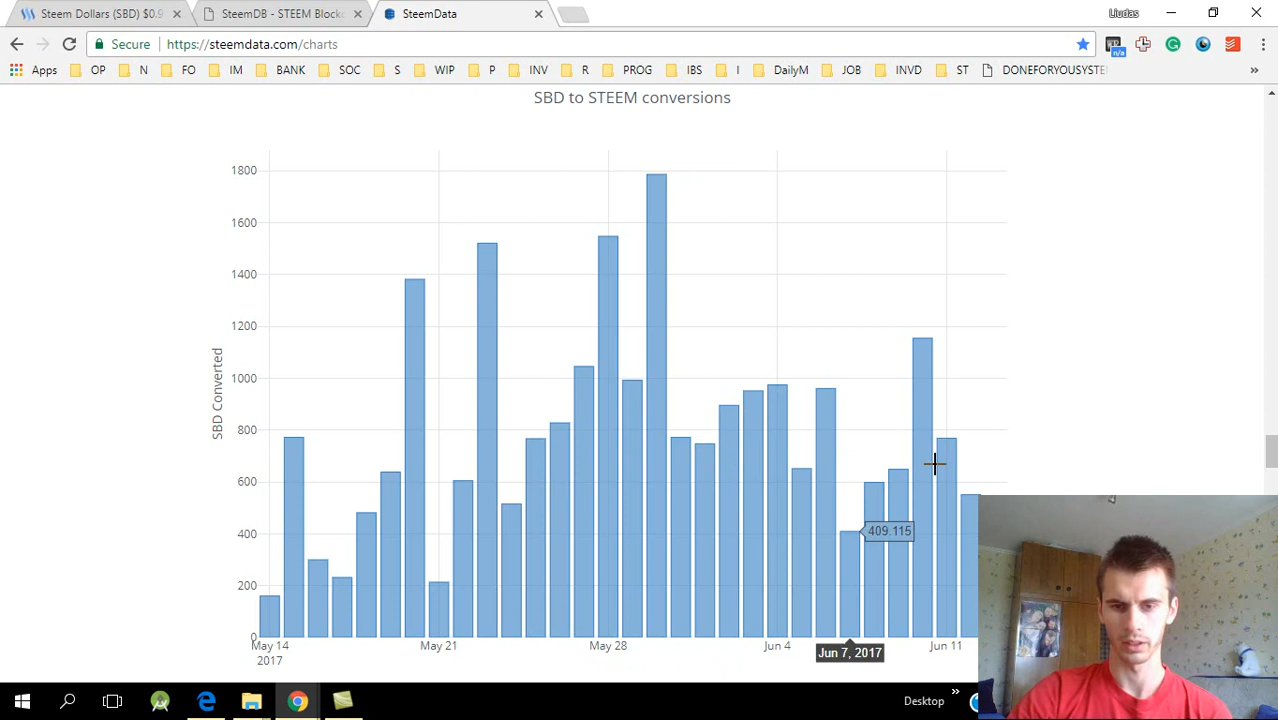 Steem Dollars (SBD) $0.9
SteemDB - STEEM Blockc
SteemData
Liudas
Secure
https://steemdata.com/charts
n/a
Apps OP N FO IM BANK SOC S WIP P INV R PROG IBS I DailyM JOB INVD ST DONEFORYOUSYSTE
SBD to STEEM conversions
1800
1600
1400
1200
1000
800
600
400
200
0
SBD Converted
409.115
May 14
2017
May 21
May 28
Jun 4
Jun 7, 2017
Jun 11
Desktop